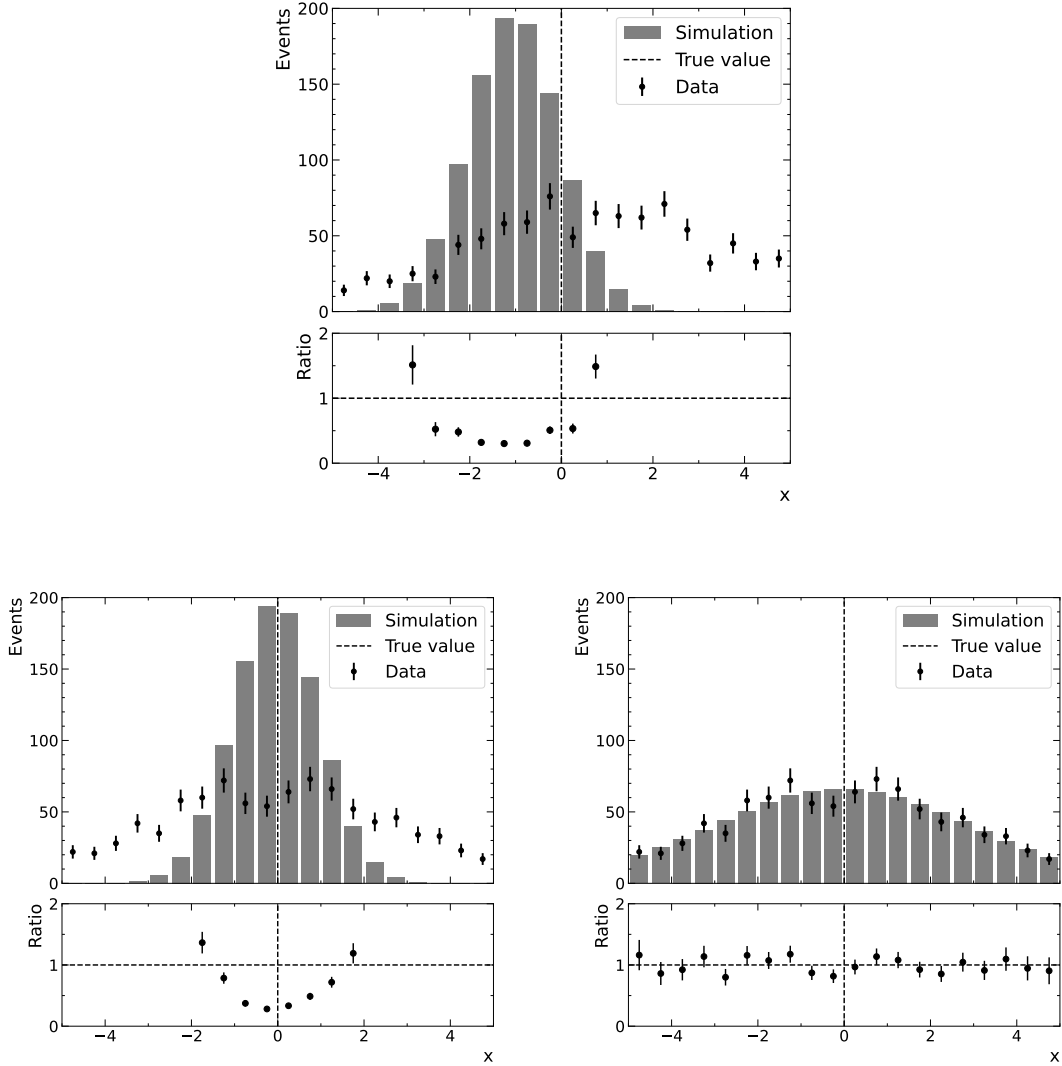 200
150
100
50
0
Events
Simulation
True value
Data
2
1
0
Ratio
−4 −2 0 2 4
x
200
150
100
50
0
Events
Simulation
True value
Data
2
1
0
Ratio
−4 −2 0 2 4
x
200
150
100
50
0
Events
Simulation
True value
Data
2
1
0
Ratio
−4 −2 0 2 4
x